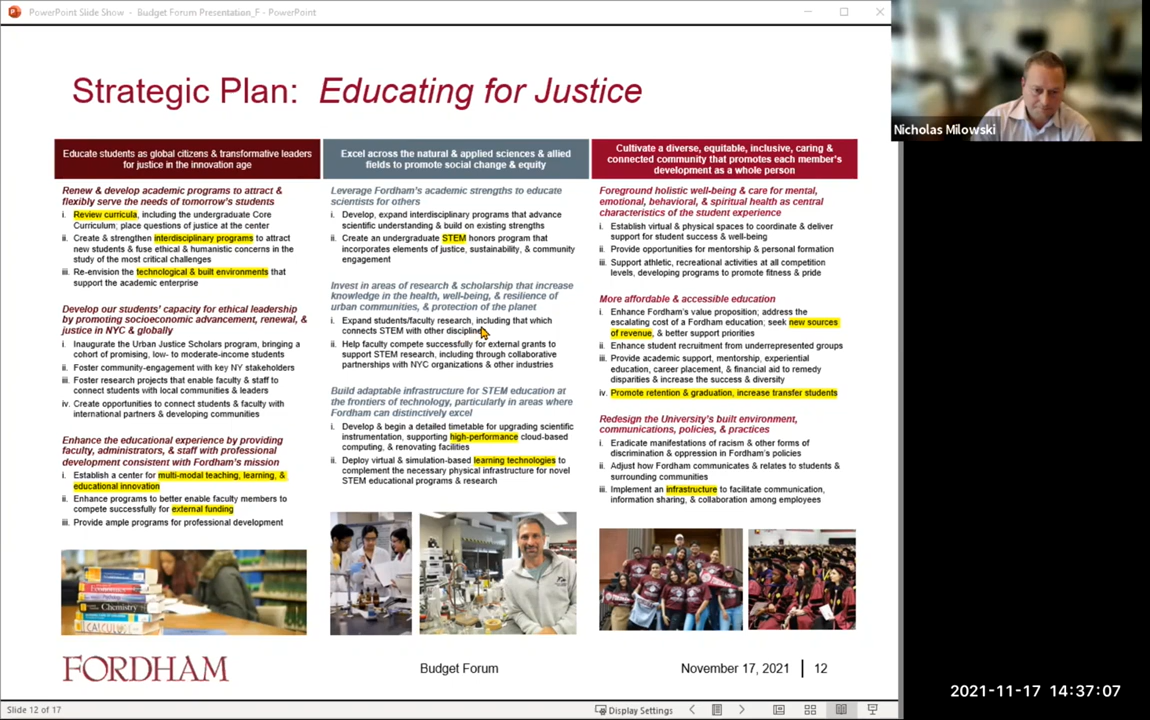 PowerPoint Slide Show - Budget Forum Presentation_F - PowerPoint
Nicholas Milowski
Strategic Plan: Educating for Justice
Educate students as global citizens & transformative leaders
for justice in the innovation age
Renew & develop academic programs to attract &
flexibly serve the needs of tomorrow's students
i. Review curricula, including the undergraduate Core
Curriculum; place questions of justice at the center
ii. Create & strengthen interdisciplinary programs to attract
new students & fuse ethical & humanistic concerns in the
study of the most critical challenges
iii. Re-envision the technological & built environments that
support the academic enterprise
Develop our students' capacity for ethical leadership
by promoting socioeconomic advancement, renewal, &
justice in NYC & globally
i. Inaugurate the Urban Justice Scholars program, bringing a
cohort of promising, low- to moderate-income students
ii. Foster community-engagement with key NY stakeholders
iii. Foster research projects that enable faculty & staff to
connect students with local communities & leaders
iv. Create opportunities to connect students & faculty with
international partners & developing communities
Enhance the educational experience by providing
faculty, administrators, & staff with professional
development consistent with Fordham's mission
i. Establish a center for multi-modal teaching, learning, &
educational innovation
ii. Enhance programs to better enable faculty members to
compete successfully for external funding
iii. Provide ample programs for professional development
Excel across the natural & applied sciences & allied
fields to promote social change & equity
Leverage Fordham's academic strengths to educate
scientists for others
i. Develop, expand interdisciplinary programs that advance
scientific understanding & build on existing strengths
ii. Create an undergraduate STEM honors program that
incorporates elements of justice, sustainability, & community
engagement
Invest in areas of research & scholarship that increase
knowledge in the health, well-being, & resilience of
urban communities, & protection of the planet
i. Expand students/faculty research, including that which
connects STEM with other disciplines
ii. Help faculty compete successfully for external grants to
support STEM research, including through collaborative
partnerships with NYC organizations & other industries
Build adaptable infrastructure for STEM education at
the frontiers of technology, particularly in areas where
Fordham can distinctively excel
i. Develop & begin a detailed timetable for upgrading scientific
instrumentation, supporting high-performance cloud-based
computing, & renovating facilities
ii. Deploy virtual & simulation-based learning technologies to
complement the necessary physical infrastructure for novel
STEM educational programs & research
Cultivate a diverse, equitable, inclusive, caring &
connected community that promotes each member's
development as a whole person
Foreground holistic well-being & care for mental,
emotional, behavioral, & spiritual health as central
characteristics of the student experience
i. Establish virtual & physical spaces to coordinate & deliver
support for student success & well-being
ii. Provide opportunities for mentorship & personal formation
iii. Support athletic, recreational activities at all competition
levels, developing programs to promote fitness & pride
More affordable & accessible education
i. Enhance Fordham's value proposition; address the
escalating cost of a Fordham education; seek new sources
of revenue, & better support priorities
ii. Enhance student recruitment from underrepresented groups
iii. Provide academic support, mentorship, experiential
education, career placement, & financial aid to remedy
disparities & increase the success & diversity
iv. Promote retention & graduation, increase transfer students
Redesign the University's built environment,
communications, policies, & practices
i. Eradicate manifestations of racism & other forms of
discrimination & oppression in Fordham's policies
ii. Adjust how Fordham communicates & relates to students &
surrounding communities
iii. Implement an infrastructure to facilitate communication,
information sharing, & collaboration among employees
Economics
Chemistry
CALCULUS
FORDHAM
Budget Forum
November 17, 2021 | 12
2021-11-17 14:37:07
Slide 12 of 17
Display Settings